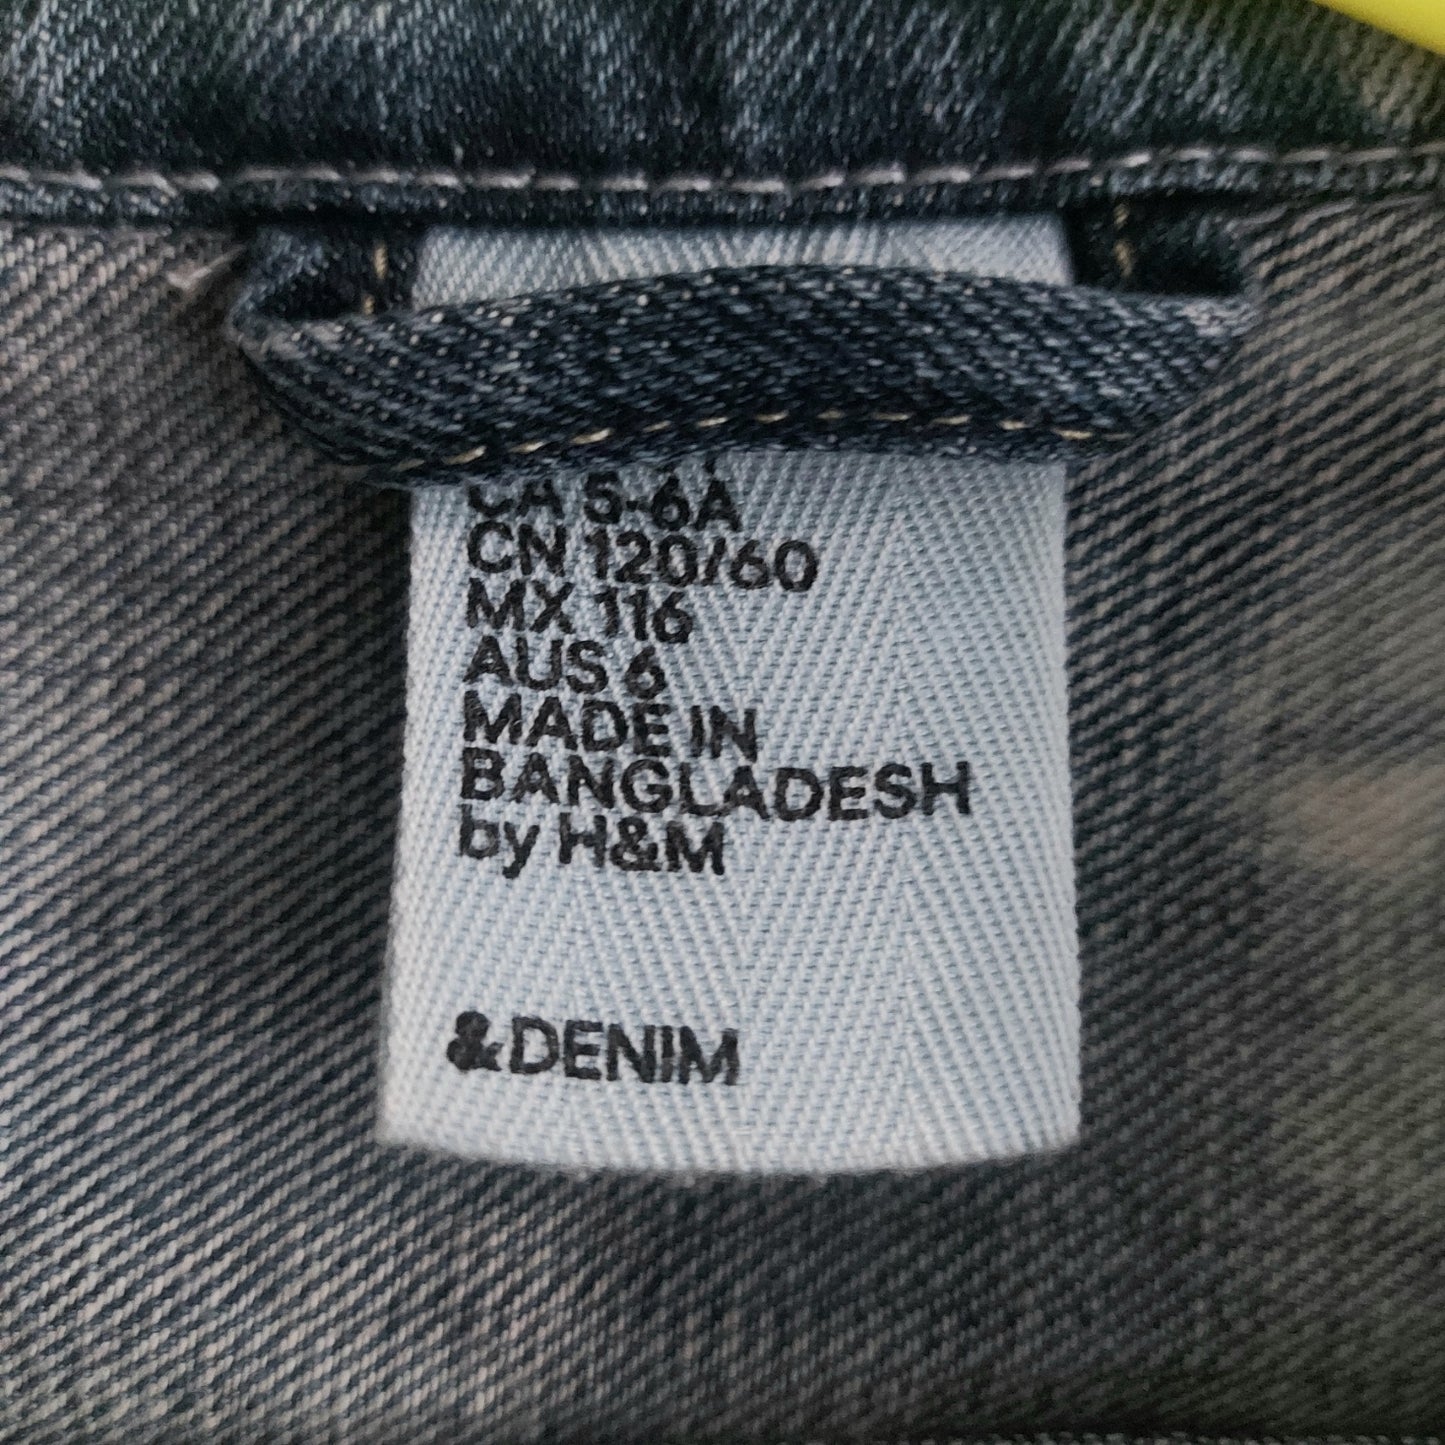 CA 5-6A
CN 120/60
MX 116
AUS 6
MADE IN
BANGLADESH
by H&M
&DENIM